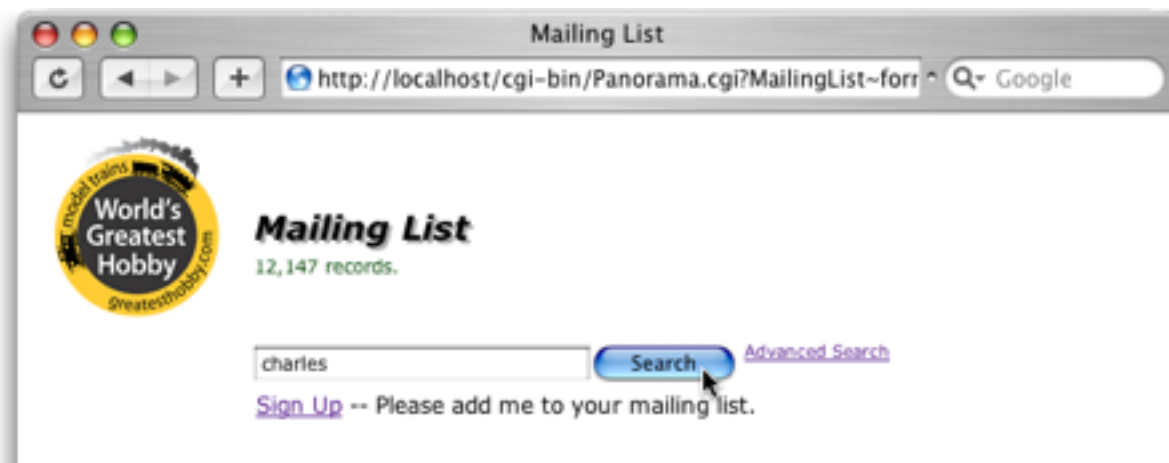 Mailing List
http://localhost/cgi-bin/Panorama.cgi?MailingList~forr
Google
model trains
World's
Greatest
Hobby
greatesthobby.com
Mailing List
12,147 records.
charles
Search
Advanced Search
Sign Up -- Please add me to your mailing list.